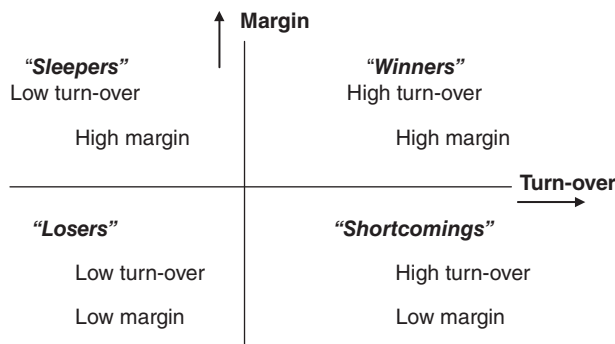 Margin
“Sleepers”
Low turn-over
High margin
“Winners”
High turn-over
High margin
Turn-over
“Losers”
Low turn-over
Low margin
“Shortcomings”
High turn-over
Low margin